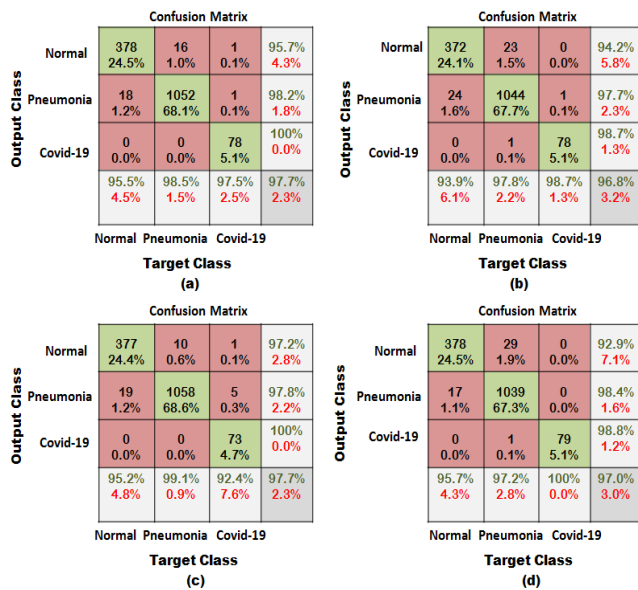 Confusion Matrix
Normal 378 16 1 95.7%
24.5% 1.0% 0.1% 4.3%
Pneumonia 18 1052 1 98.2%
1.2% 68.1% 0.1% 1.8%
Covid-19 0 0 78 100%
0.0% 0.0% 5.1% 0.0%
95.5% 98.5% 97.5% 97.7%
4.5% 1.5% 2.5% 2.3%
Normal Pneumonia Covid-19
Output Class
Target Class
(a)
Confusion Matrix
Normal 372 23 0 94.2%
24.1% 1.5% 0.0% 5.8%
Pneumonia 24 1044 1 97.7%
1.6% 67.7% 0.1% 2.3%
Covid-19 0 1 78 98.7%
0.0% 0.1% 5.1% 1.3%
93.9% 97.8% 98.7% 96.8%
6.1% 2.2% 1.3% 3.2%
Normal Pneumonia Covid-19
Output Class
Target Class
(b)
Confusion Matrix
Normal 377 10 1 97.2%
24.4% 0.6% 0.1% 2.8%
Pneumonia 19 1058 5 97.8%
1.2% 68.6% 0.3% 2.2%
Covid-19 0 0 73 100%
0.0% 0.0% 4.7% 0.0%
95.2% 99.1% 92.4% 97.7%
4.8% 0.9% 7.6% 2.3%
Normal Pneumonia Covid-19
Output Class
Target Class
(c)
Confusion Matrix
Normal 378 29 0 92.9%
24.5% 1.9% 0.0% 7.1%
Pneumonia 17 1039 0 98.4%
1.1% 67.3% 0.0% 1.6%
Covid-19 0 1 79 98.8%
0.0% 0.1% 5.1% 1.2%
95.7% 97.2% 100% 97.0%
4.3% 2.8% 0.0% 3.0%
Normal Pneumonia Covid-19
Output Class
Target Class
(d)